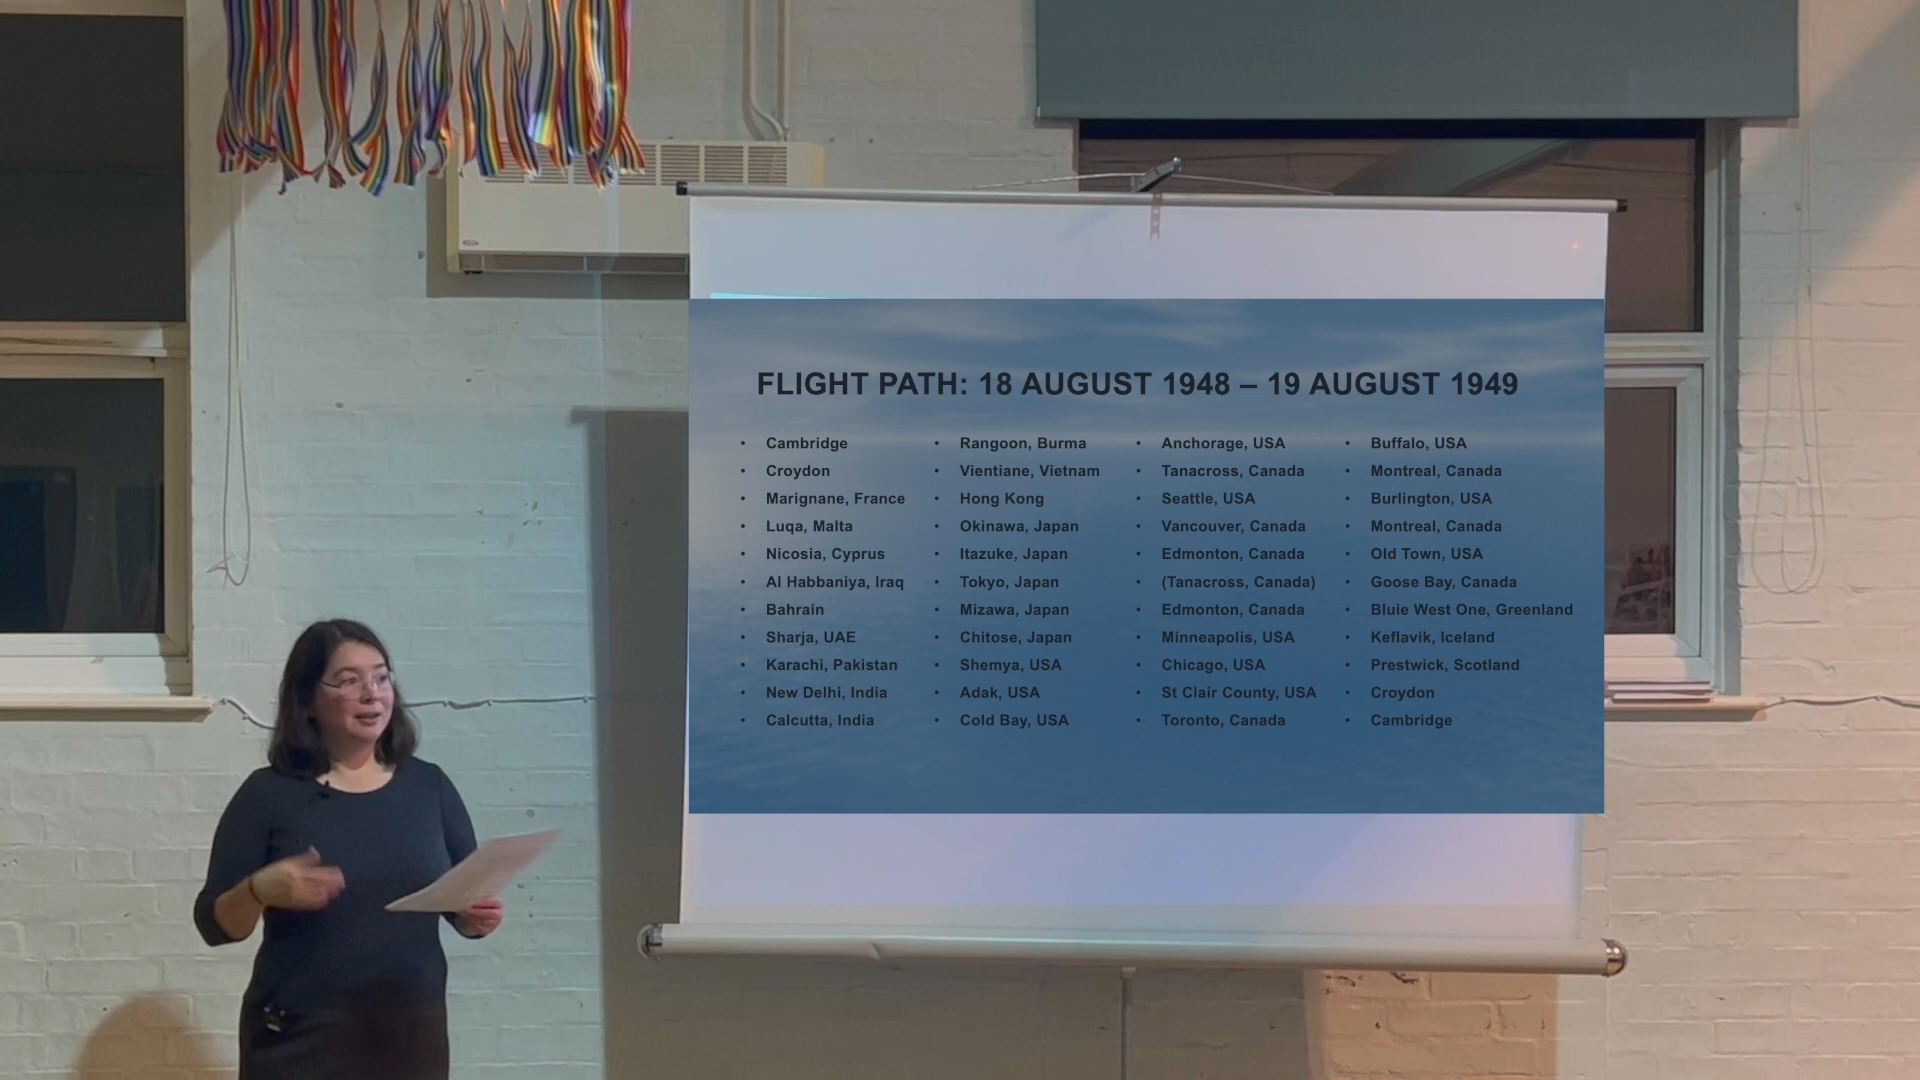 FLIGHT PATH: 18 AUGUST 1948 – 19 AUGUST 1949
• Cambridge
• Croydon
• Marignane, France
• Luqa, Malta
• Nicosia, Cyprus
• Al Habbaniya, Iraq
• Bahrain
• Sharja, UAE
• Karachi, Pakistan
• New Delhi, India
• Calcutta, India
• Rangoon, Burma
• Vientiane, Vietnam
• Hong Kong
• Okinawa, Japan
• Itazuke, Japan
• Tokyo, Japan
• Mizawa, Japan
• Chitose, Japan
• Shemya, USA
• Adak, USA
• Cold Bay, USA
• Anchorage, USA
• Tanacross, Canada
• Seattle, USA
• Vancouver, Canada
• Edmonton, Canada
• (Tanacross, Canada)
• Edmonton, Canada
• Minneapolis, USA
• Chicago, USA
• St Clair County, USA
• Toronto, Canada
• Buffalo, USA
• Montreal, Canada
• Burlington, USA
• Montreal, Canada
• Old Town, USA
• Goose Bay, Canada
• Bluie West One, Greenland
• Keflavik, Iceland
• Prestwick, Scotland
• Croydon
• Cambridge